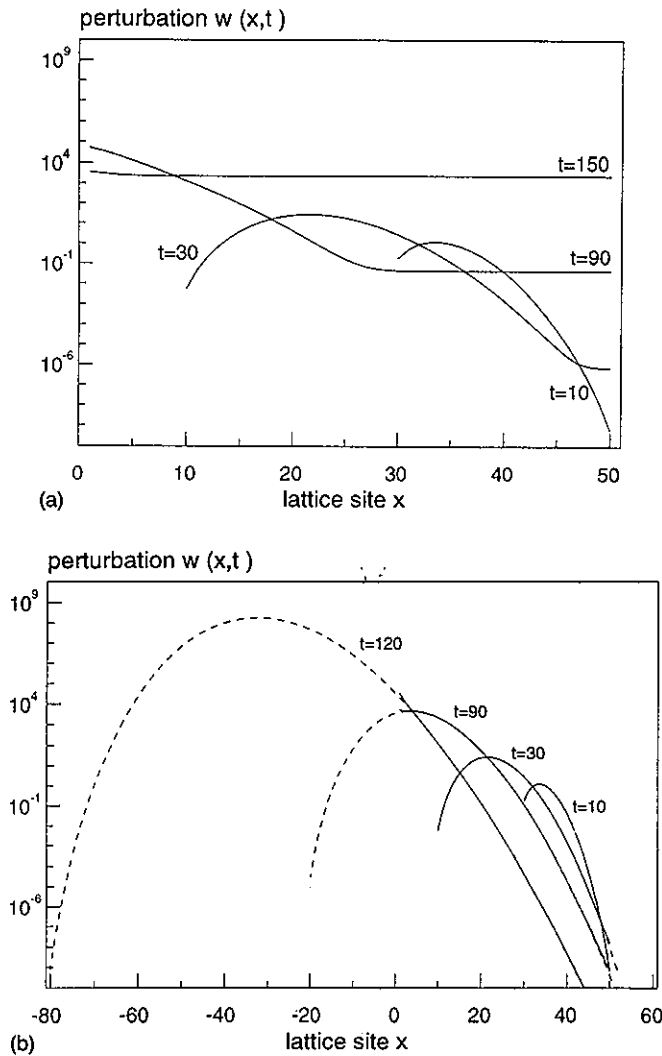 perturbation w (x,t)
10^9
10^4
10^-1
10^-6
t=150
t=30
t=90
t=10
0 10 20 30 40 50
(a) lattice site x
perturbation w (x,t)
10^9
10^4
10^-1
10^-6
t=120
t=90
t=30
t=10
-80 -60 -40 -20 0 20 40 60
(b) lattice site x